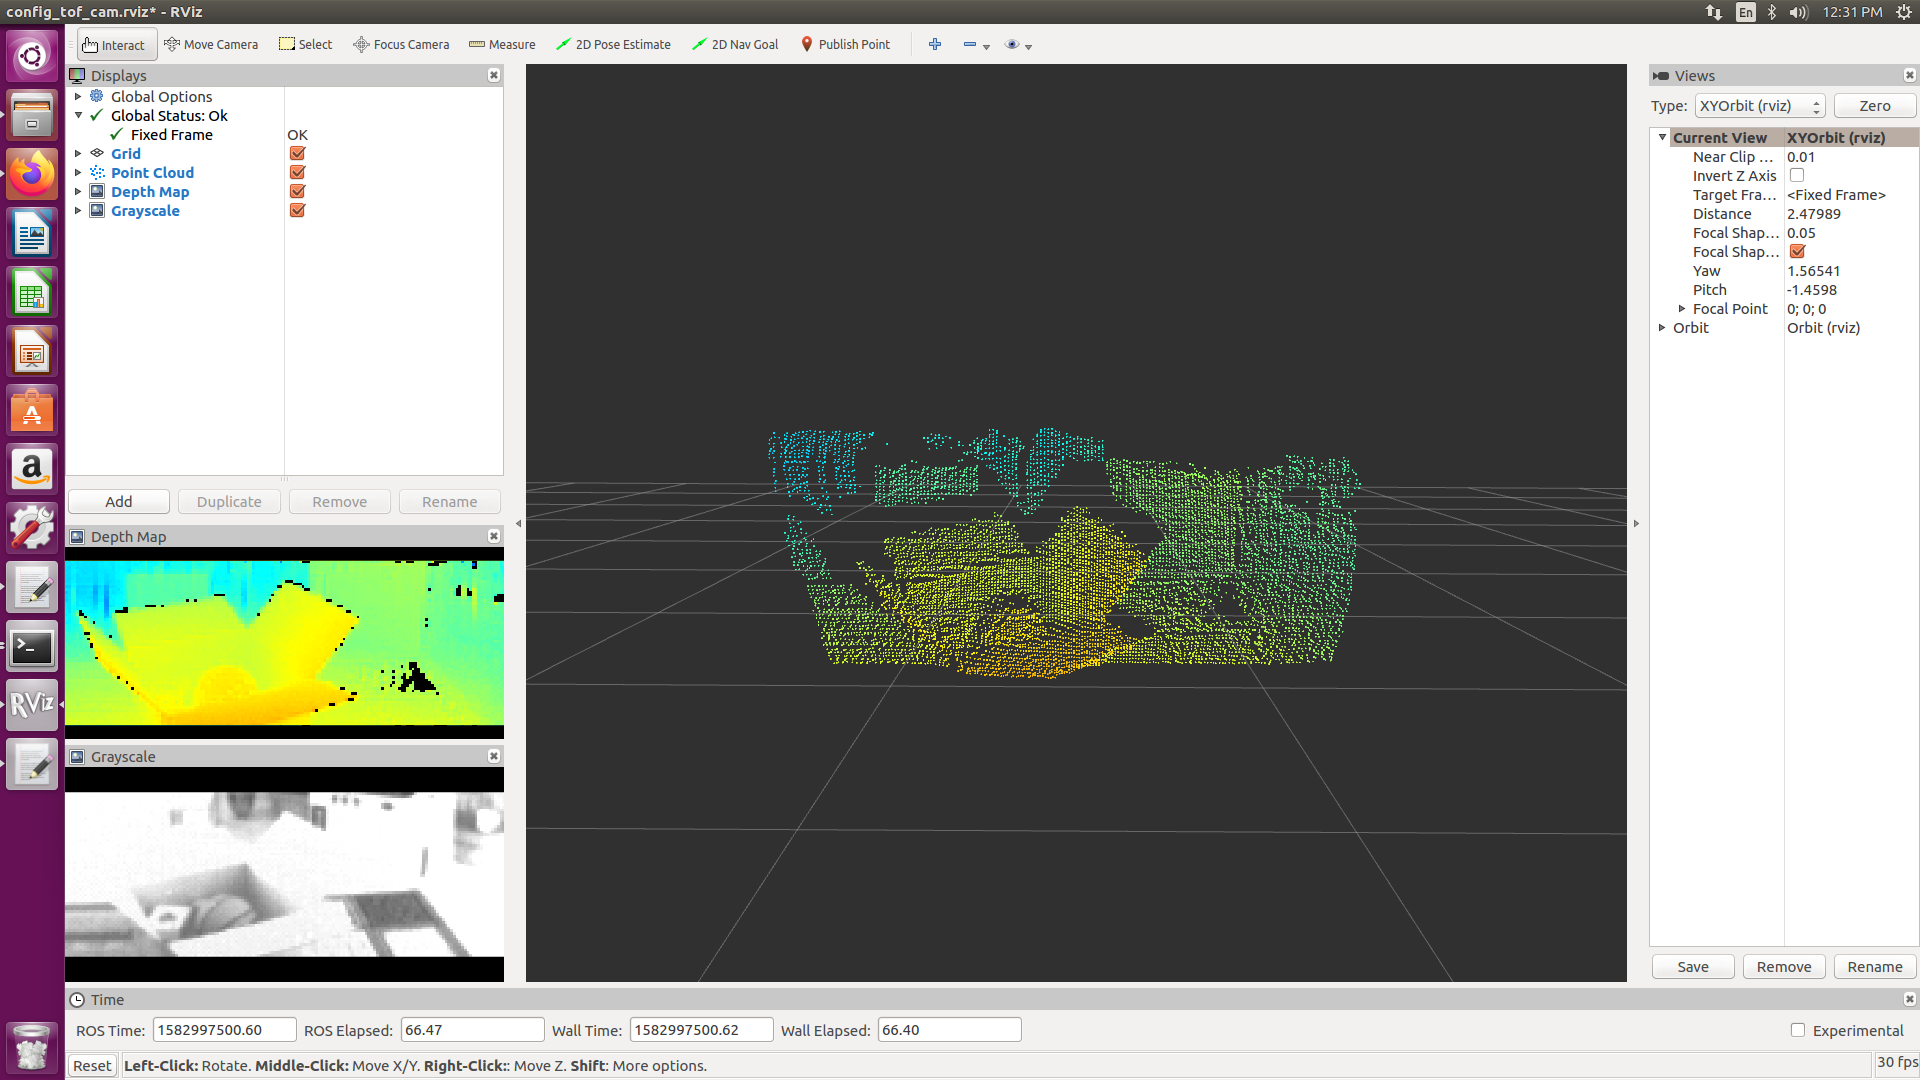 config_tof_cam.rviz* - RViz
En
12:31 PM
Interact
Move Camera
Select
Focus Camera
Measure
2D Pose Estimate
2D Nav Goal
Publish Point
Displays
Global Options
Global Status: Ok
Fixed Frame OK
Grid
Point Cloud
Depth Map
Grayscale
Add
Duplicate
Remove
Rename
Depth Map
Grayscale
Views
Type: XYOrbit (rviz) Zero
Current View XYOrbit (rviz)
Near Clip ... 0.01
Invert Z Axis
Target Fra... <Fixed Frame>
Distance 2.47989
Focal Shap... 0.05
Focal Shap...
Yaw 1.56541
Pitch -1.4598
Focal Point 0; 0; 0
Orbit Orbit (rviz)
Save
Remove
Rename
Time
ROS Time: 1582997500.60 ROS Elapsed: 66.47 Wall Time: 1582997500.62 Wall Elapsed: 66.40 Experimental
Reset Left-Click: Rotate. Middle-Click: Move X/Y. Right-Click:: Move Z. Shift: More options. 30 fps
A
a
>_
RViz